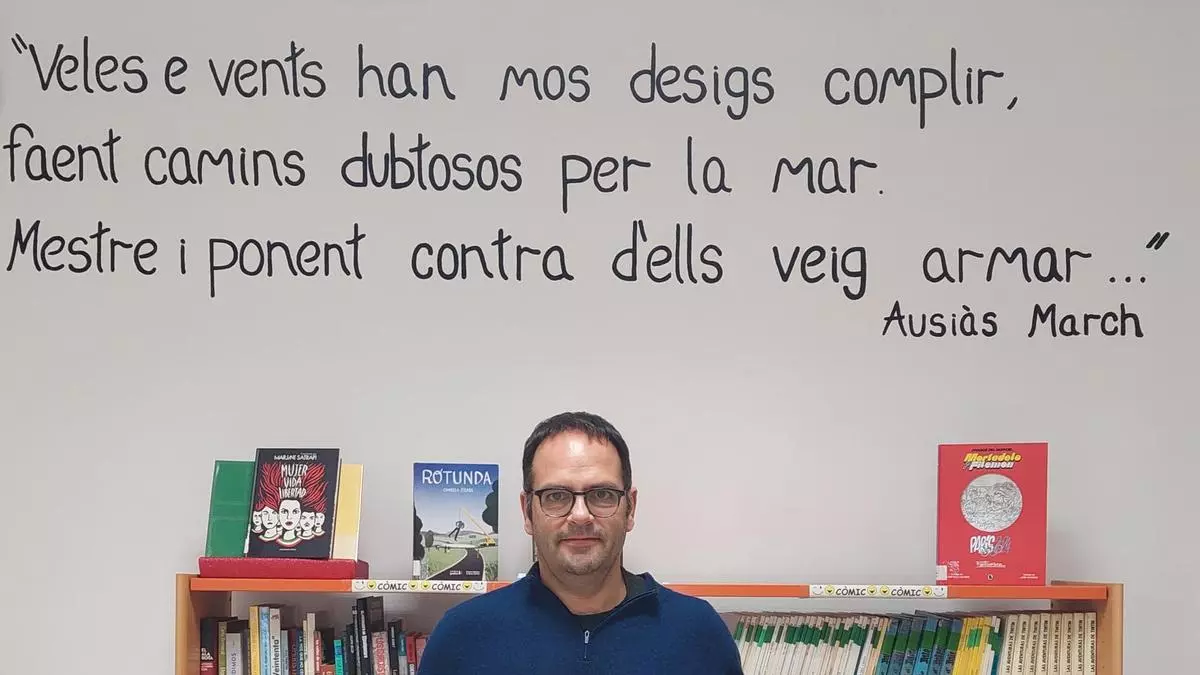 “Veles e vents han mos desigs complir,
faent camins dubtosos per la mar.
Mestre i ponent contra d'ells veig armar..."
Ausiàs March
MARJANE SATRAPI
MUJER
VIDA
LIBERTAD
ROTUNDA
Mortadelo
y Filemón
CÒMIC CÒMIC
CÒMIC CÒMIC